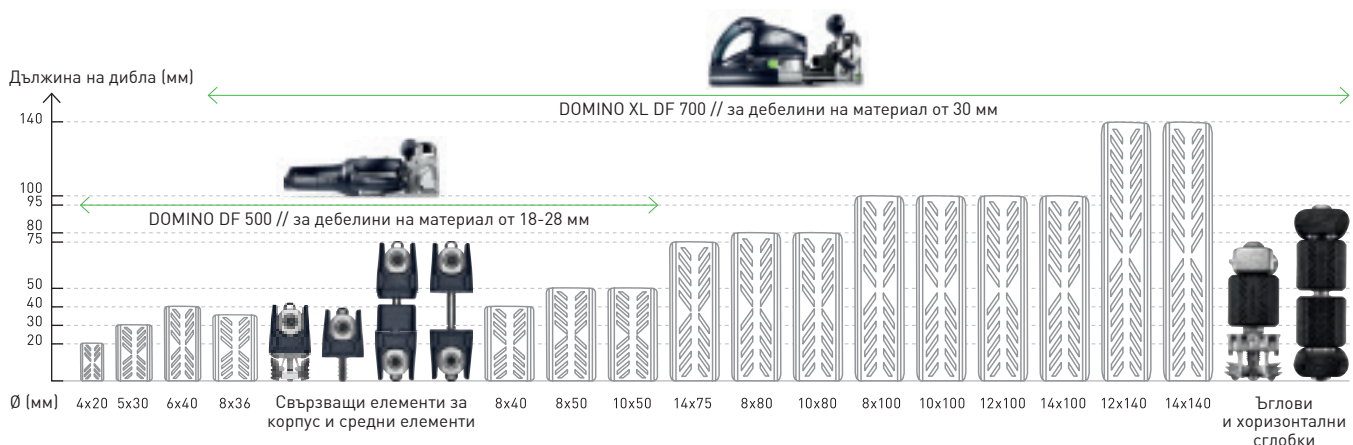 Дължина на дибла (мм)
DOMINO XL DF 700 // за дебелини на материал от 30 мм
140
DOMINO DF 500 // за дебелини на материал от 18-28 мм
100
95
80
75
50
40
30
20
Ø (мм) 4x20 5x30 6x40 8x36 Свързващи елементи за 8x40 8x50 10x50 14x75 8x80 10x80 8x100 10x100 12x100 14x100 12x140 14x140 Ъглови
корпус и средни елементи и хоризонтални
сглобки